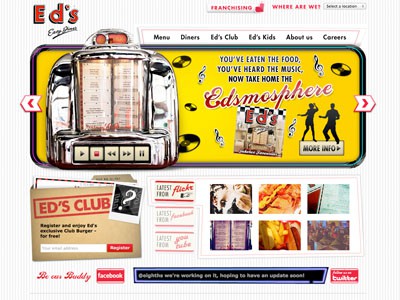 Ed's
Easy Diner
FRANCHISING
WHERE ARE WE?
Select a location
Menu
Diners
Ed's Club
Ed's Kids
About us
Careers
YOU'VE EATEN THE FOOD,
YOU'VE HEARD THE MUSIC,
NOW TAKE HOME THE
Edsmosphere
Ed's
MORE INFO
ED'S CLUB
Register and enjoy Ed's
exclusive Club Burger -
for free!
Your email address
Register
LATEST FROM flickr
LATEST FROM facebook
LATEST FROM you tube
Be our Buddy
facebook
@eighths we're working on it, hoping to have an update soon!
follow us on
twitter